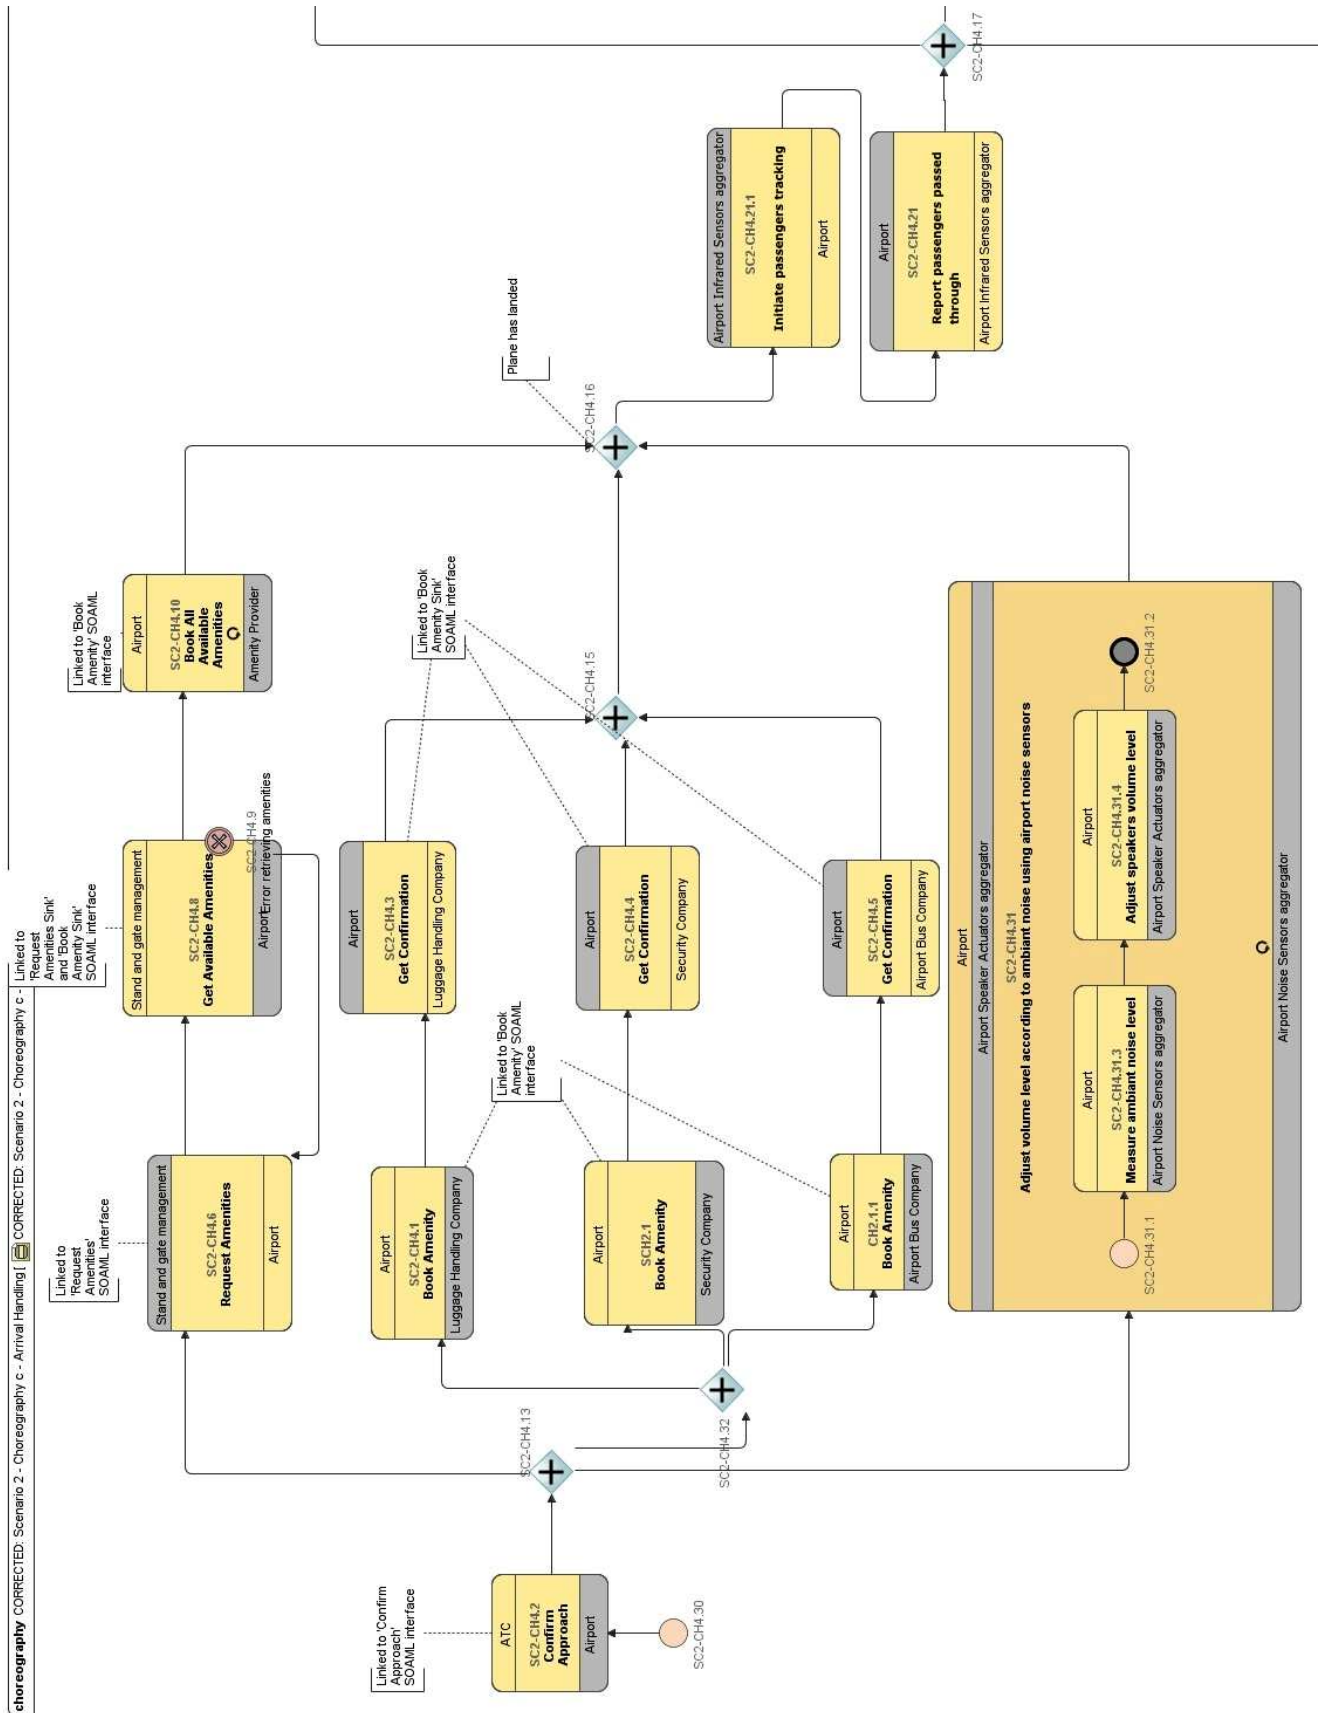 choreography CORRECTED: Scenario 2 - Choreography c - Arrival Handling [ CORRECTED: Scenario 2 - Choreography c -
Linked to
'Confirm
Approach'
SOAML interface
ATC
SC2-CH4.2
Confirm
Approach
Airport
SC2-CH4.30
SC2-CH4.13
SC2-CH4.32
Linked to
'Request
Amenities'
SOAML interface
Stand and gate management
SC2-CH4.6
Request Amenities
Airport
Linked to
'Request
Amenities Sink'
and 'Book
Amenity Sink'
SOAML interface
Stand and gate management
SC2-CH4.8
Get Available Amenities
Airport
SC2-CH4.9
Error retrieving amenities
Linked to 'Book
Amenity' SOAML
interface
Airport
SC2-CH4.10
Book All
Available
Amenities
Amenity Provider
Airport
SC2-CH4.1
Book Amenity
Luggage Handling Company
Linked to 'Book
Amenity' SOAML
interface
Airport
SC2-CH4.3
Get Confirmation
Luggage Handling Company
Linked to 'Book
Amenity Sink'
SOAML interface
Airport
SCH2.1
Book Amenity
Security Company
Airport
SC2-CH4.4
Get Confirmation
Security Company
SC2-CH4.15
Airport
CH2.1.1
Book Amenity
Airport Bus Company
Airport
SC2-CH4.5
Get Confirmation
Airport Bus Company
Airport
Airport Speaker Actuators aggregator
SC2-CH4.31
Adjust volume level according to ambiant noise using airport noise sensors
SC2-CH4.31.1
Airport
SC2-CH4.31.3
Measure ambiant noise level
Airport Noise Sensors aggregator
Airport
SC2-CH4.31.4
Adjust speakers volume level
Airport Speaker Actuators aggregator
SC2-CH4.31.2
Airport Noise Sensors aggregator
Plane has landed
SC2-CH4.16
Airport Infrared Sensors aggregator
SC2-CH4.21.1
Initiate passengers tracking
Airport
Airport
SC2-CH4.21
Report passengers passed
through
Airport Infrared Sensors aggregator
SC2-CH4.17